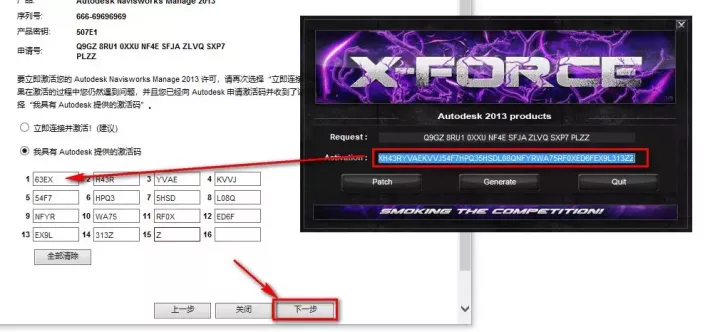 产品: Autodesk Navisworks Manage 2013
序列号: 666-69696969
产品密钥: 507E1
申请号: Q9GZ 8RU1 0XXU NF4E SFJA ZLVQ SXP7
PLZZ
要立即激活您的 Autodesk Navisworks Manage 2013 许可,请再次选择“立即连接
果在激活的过程中您仍然遇到问题,并且您已经向 Autodesk 申请激活码并收到了
择“我具有 Autodesk 提供的激活码”。
立即连接并激活! (建议)
我具有 Autodesk 提供的激活码
1 63EX 2 H43R 3 YVAE 4 KVVJ
5 54F7 6 HPQ3 7 5HSD 8 L08Q
9 NFYR 10 WA75 11 RF0X 12 ED6F
13 EX9L 14 313Z 15 Z 16
全部清除
上一步 关闭 下一步
X-FORCE
Autodesk 2013 products
Request: Q9GZ 8RU1 0XXU NF4E SFJA ZLVQ SXP7 PLZZ
Activation: XH43RYVAEKVVJ54F7HPQ35HSDL08QNFYRWA75RF0XED6FEX9L313ZZ
Patch Generate Quit
SMOKING THE COMPETITION!